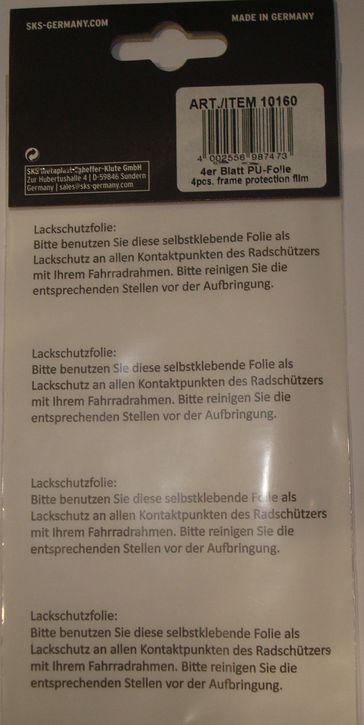 SKS-GERMANY.COM
MADE IN GERMANY
ART./ITEM 10160
4 002556 987473
4er Blatt PU-Folie
4pcs. frame protection film
SKS metaplast-Scheffer-Klute GmbH
Zur Hubertushalle 4 | D-59846 Sundern
Germany | sales@sks-germany.com
Lackschutzfolie:
Bitte benutzen Sie diese selbstklebende Folie als
Lackschutz an allen Kontaktpunkten des Radschützers
mit Ihrem Fahrradrahmen. Bitte reinigen Sie die
entsprechenden Stellen vor der Aufbringung.
Lackschutzfolie:
Bitte benutzen Sie diese selbstklebende Folie als
Lackschutz an allen Kontaktpunkten des Radschützers
mit Ihrem Fahrradrahmen. Bitte reinigen Sie die
entsprechenden Stellen vor der Aufbringung.
Lackschutzfolie:
Bitte benutzen Sie diese selbstklebende Folie als
Lackschutz an allen Kontaktpunkten des Radschützers
mit Ihrem Fahrradrahmen. Bitte reinigen Sie die
entsprechenden Stellen vor der Aufbringung.
Lackschutzfolie:
Bitte benutzen Sie diese selbstklebende Folie als
Lackschutz an allen Kontaktpunkten des Radschützers
mit Ihrem Fahrradrahmen. Bitte reinigen Sie die
entsprechenden Stellen vor der Aufbringung.